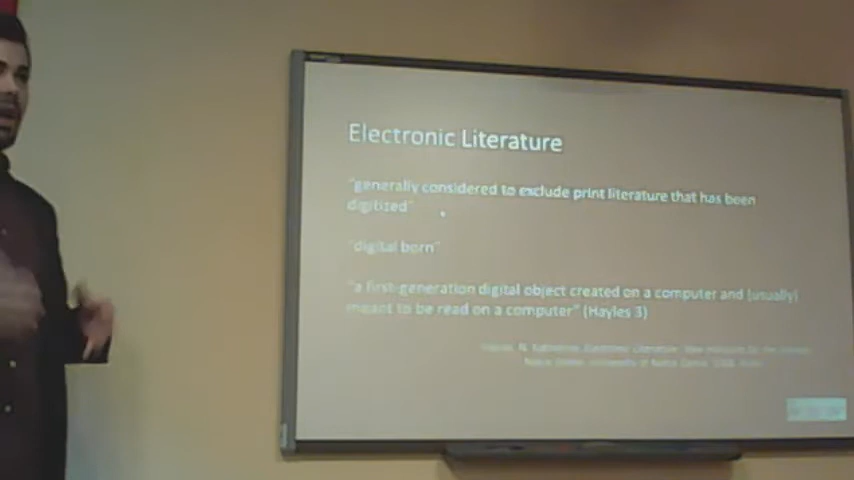 Electronic Literature
"generally considered to exclude print literature that has been
digitized"
"digital born"
"a first-generation digital object created on a computer and (usually)
meant to be read on a computer" (Hayles 3)